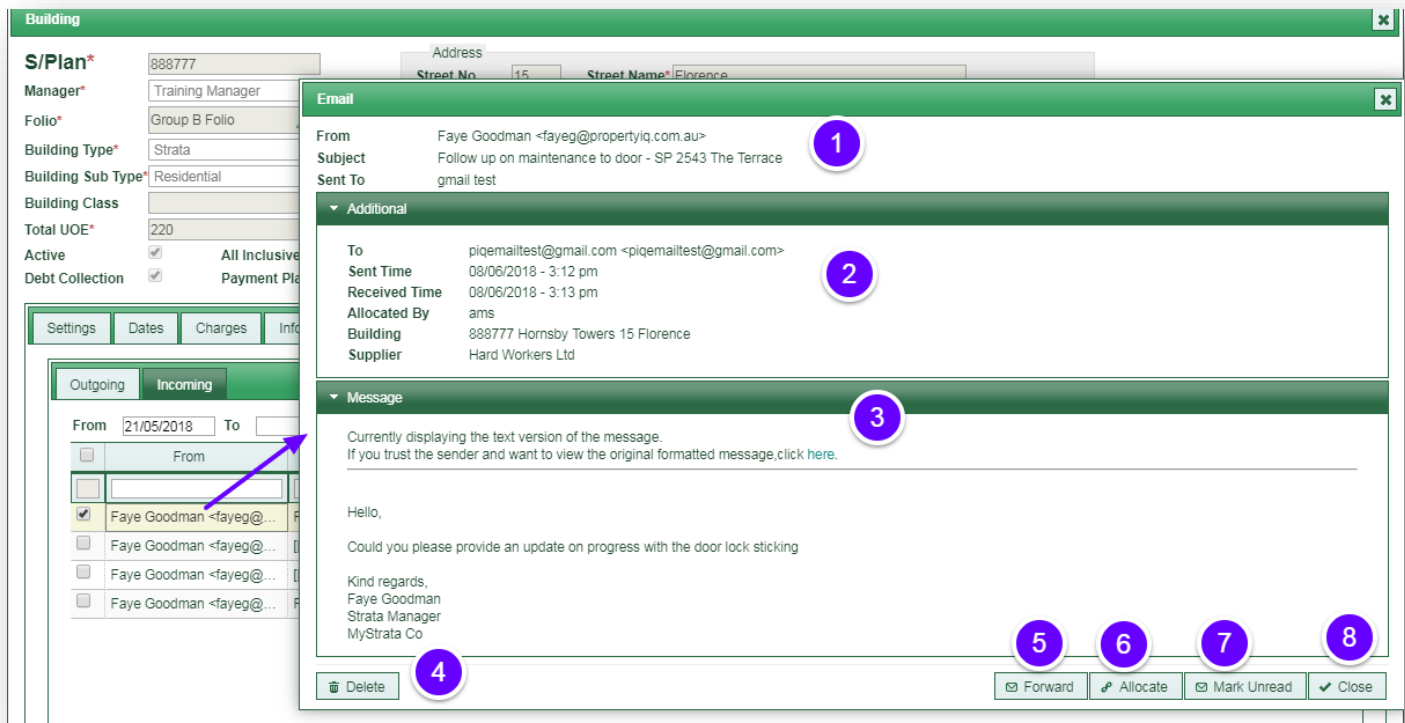 Building
S/Plan* 888777
Address
Street No 15 Street Name* Florence
Manager* Training Manager
Folio* Group B Folio
Building Type* Strata
Building Sub Type* Residential
Building Class
Total UOE* 220
Active All Inclusive
Debt Collection Payment Pla
Settings Dates Charges Info
Outgoing Incoming
From 21/05/2018 To
From
Faye Goodman <fayeg@...
Faye Goodman <fayeg@...
Faye Goodman <fayeg@...
Faye Goodman <fayeg@...
Email
From Faye Goodman <fayeg@propertyiq.com.au>
1
Subject Follow up on maintenance to door - SP 2543 The Terrace
Sent To gmail test
Additional
To piqemailtest@gmail.com <piqemailtest@gmail.com>
2
Sent Time 08/06/2018 - 3:12 pm
Received Time 08/06/2018 - 3:13 pm
Allocated By ams
Building 888777 Hornsby Towers 15 Florence
Supplier Hard Workers Ltd
Message
3
Currently displaying the text version of the message.
If you trust the sender and want to view the original formatted message,click here.
Hello,
Could you please provide an update on progress with the door lock sticking
Kind regards,
Faye Goodman
Strata Manager
MyStrata Co
4 5 6 7 8
Delete Forward Allocate Mark Unread Close